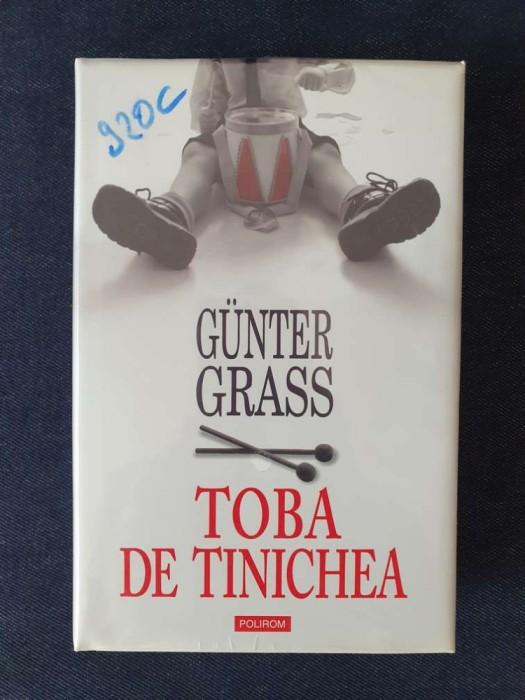 920C
GÜNTER
GRASS
TOBA
DE TINICHEA
POLIROM